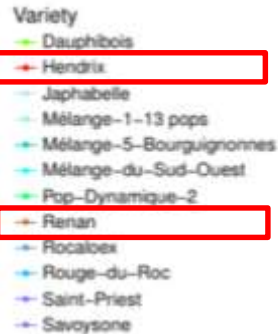 Variety
Dauphibois
Hendrix
Japhabelle
Mélange-1-13 pops
Mélange-5-Bourguignonnes
Mélange-du-Sud-Ouest
Pop-Dynamique-2
Renan
Rocaloex
Rouge-du-Roc
Saint-Priest
Savoysone